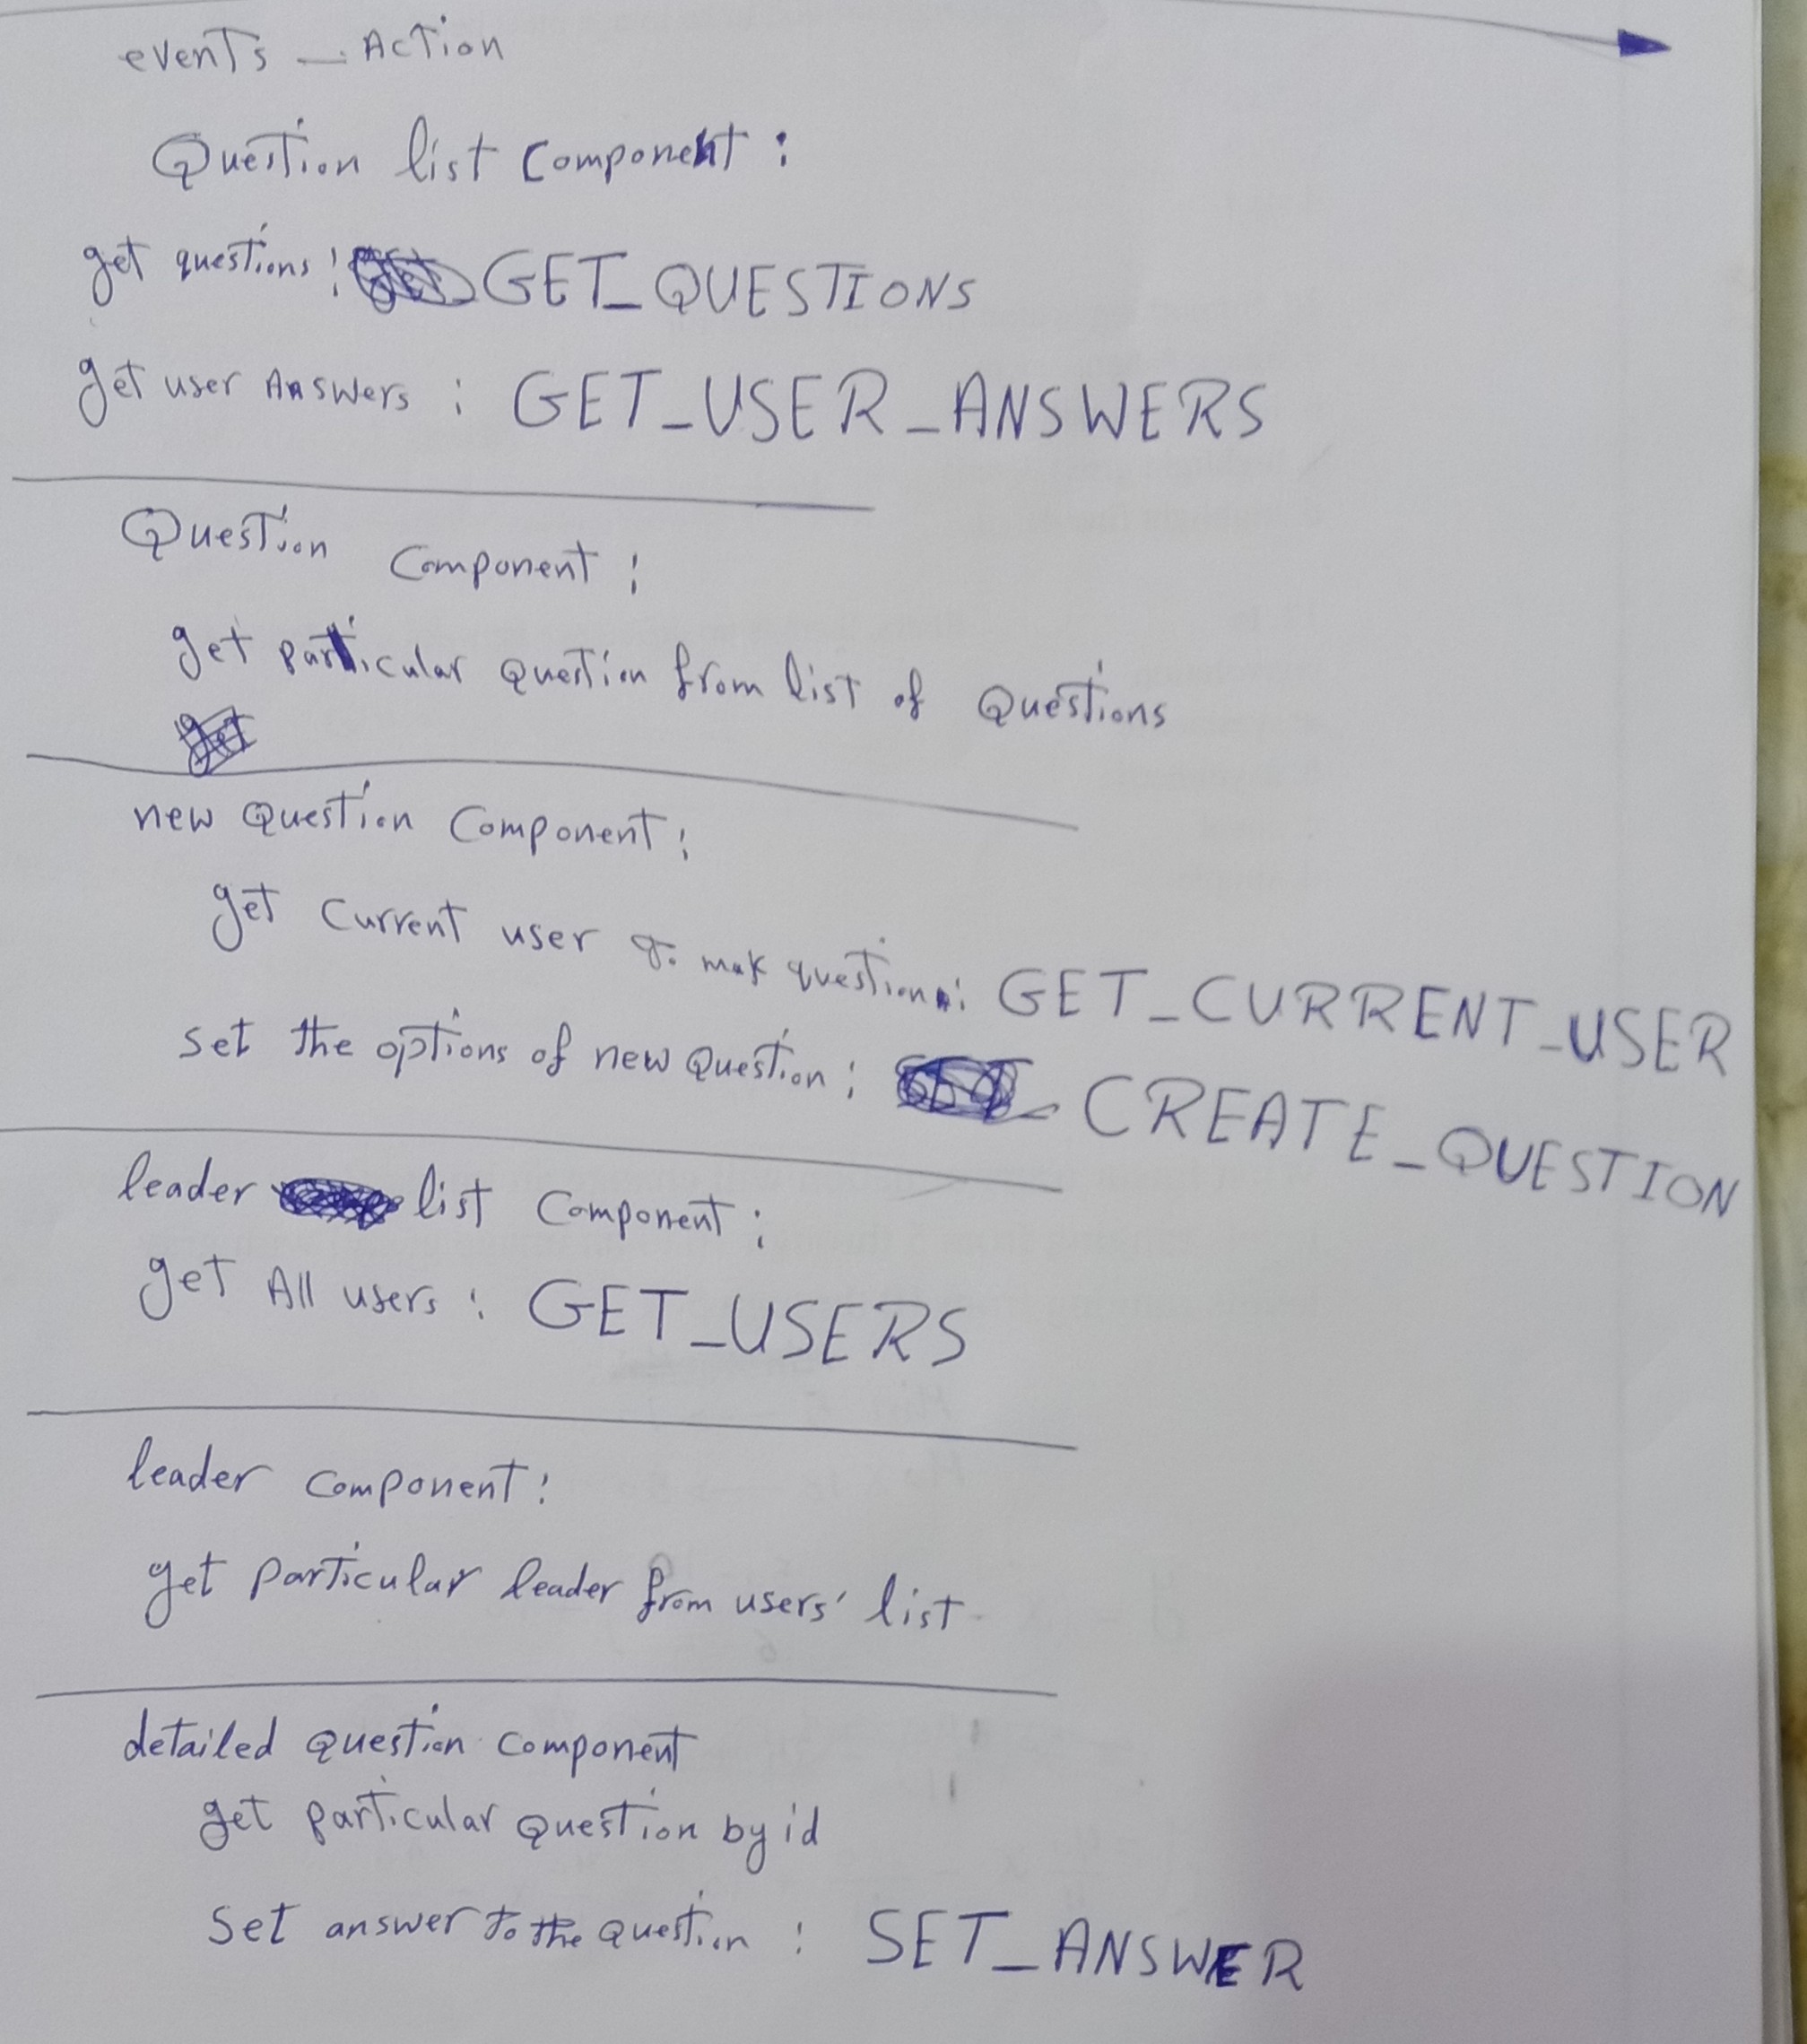 events - Action
Question list Component :
get questions : GET_QUESTIONS
get user Answers : GET_USER_ANSWERS
Question Component :
get particular question from list of Questions
new Question Component :
get Current user to mak question : GET_CURRENT_USER
set the options of new Question : CREATE_QUESTION
leader list Component :
get All users : GET_USERS
leader component :
get particular leader from users' list
detailed question component
get particular question by id
Set answer to the question : SET_ANSWER